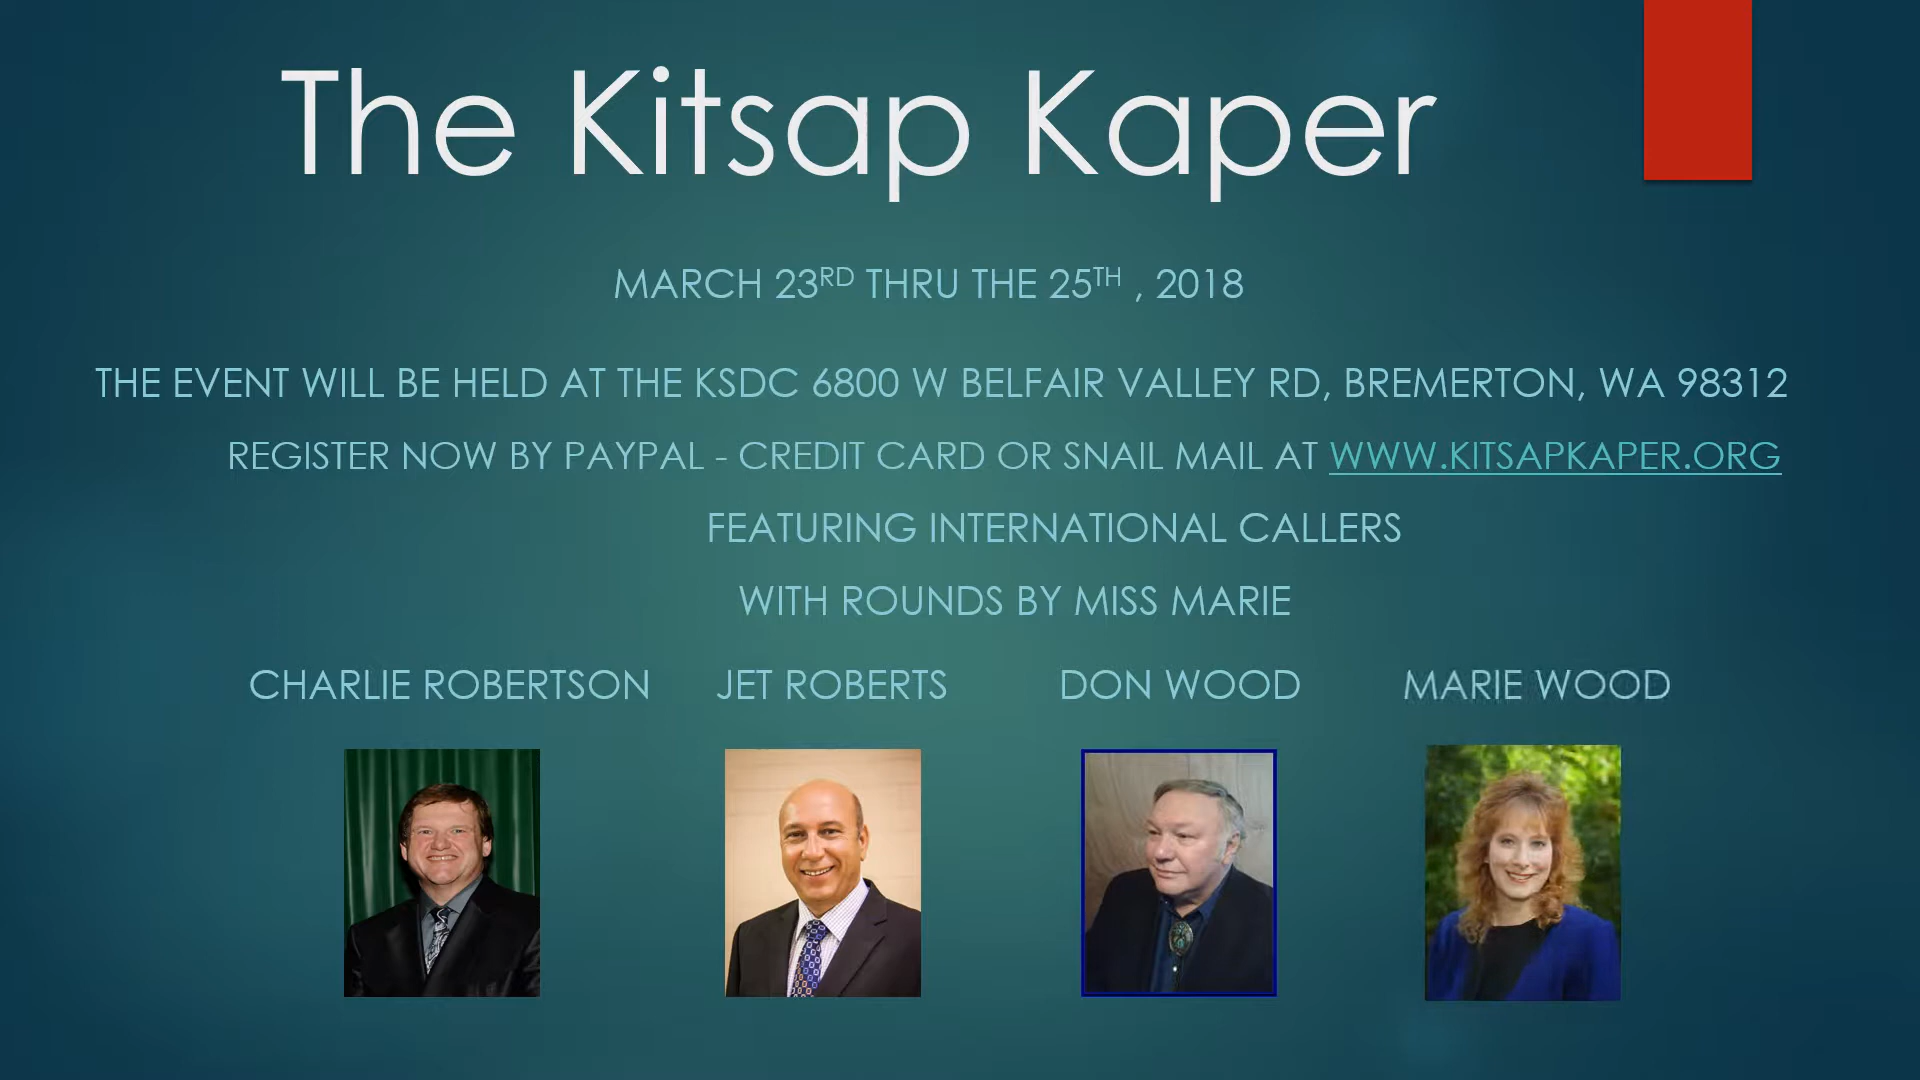 The Kitsap Kaper
MARCH 23RD THRU THE 25TH , 2018
THE EVENT WILL BE HELD AT THE KSDC 6800 W BELFAIR VALLEY RD, BREMERTON, WA 98312
REGISTER NOW BY PAYPAL - CREDIT CARD OR SNAIL MAIL AT WWW.KITSAPKAPER.ORG
FEATURING INTERNATIONAL CALLERS
WITH ROUNDS BY MISS MARIE
CHARLIE ROBERTSON JET ROBERTS DON WOOD MARIE WOOD